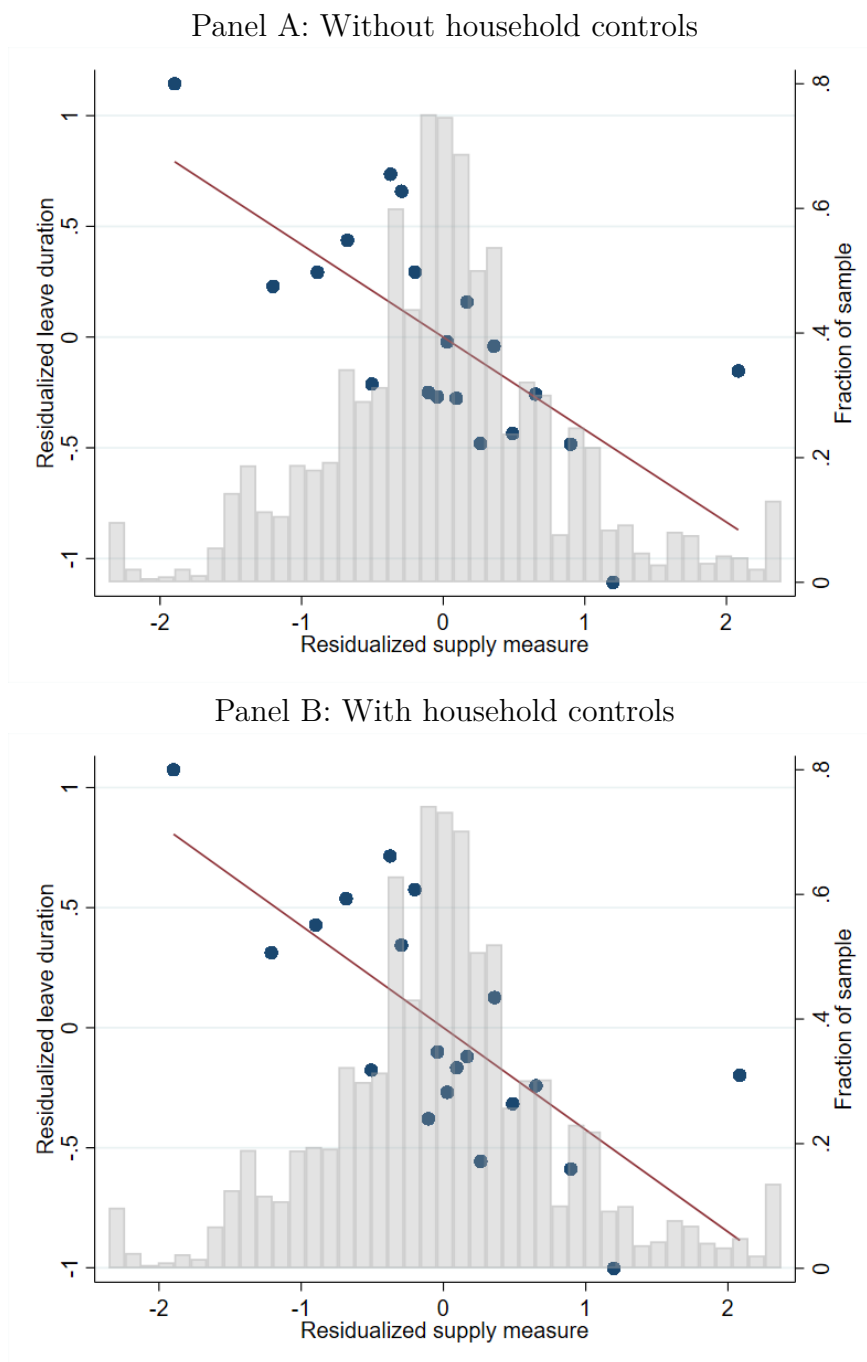 Panel A: Without household controls
Residualized leave duration
1
.5
0
-.5
-1
.8
.6
.4
.2
0
Fraction of sample
-2 -1 0 1 2
Residualized supply measure
Panel B: With household controls
Residualized leave duration
1
.5
0
-.5
-1
.8
.6
.4
.2
0
Fraction of sample
-2 -1 0 1 2
Residualized supply measure